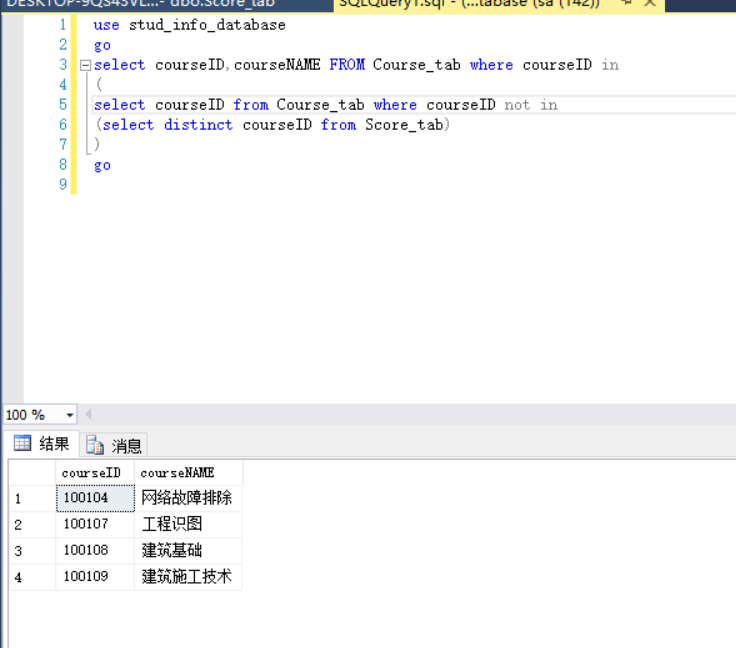 DESKTOP-9QS43VL...- dbo.Score_tab SQLQuery1.sql - (...tabase (sa (142))
1 use stud_info_database
2 go
3 select courseID,courseNAME FROM Course_tab where courseID in
4 (
5 select courseID from Course_tab where courseID not in
6 (select distinct courseID from Score_tab)
7 )
8 go
9
100 %
结果 消息
courseID courseNAME
1 100104 网络故障排除
2 100107 工程识图
3 100108 建筑基础
4 100109 建筑施工技术